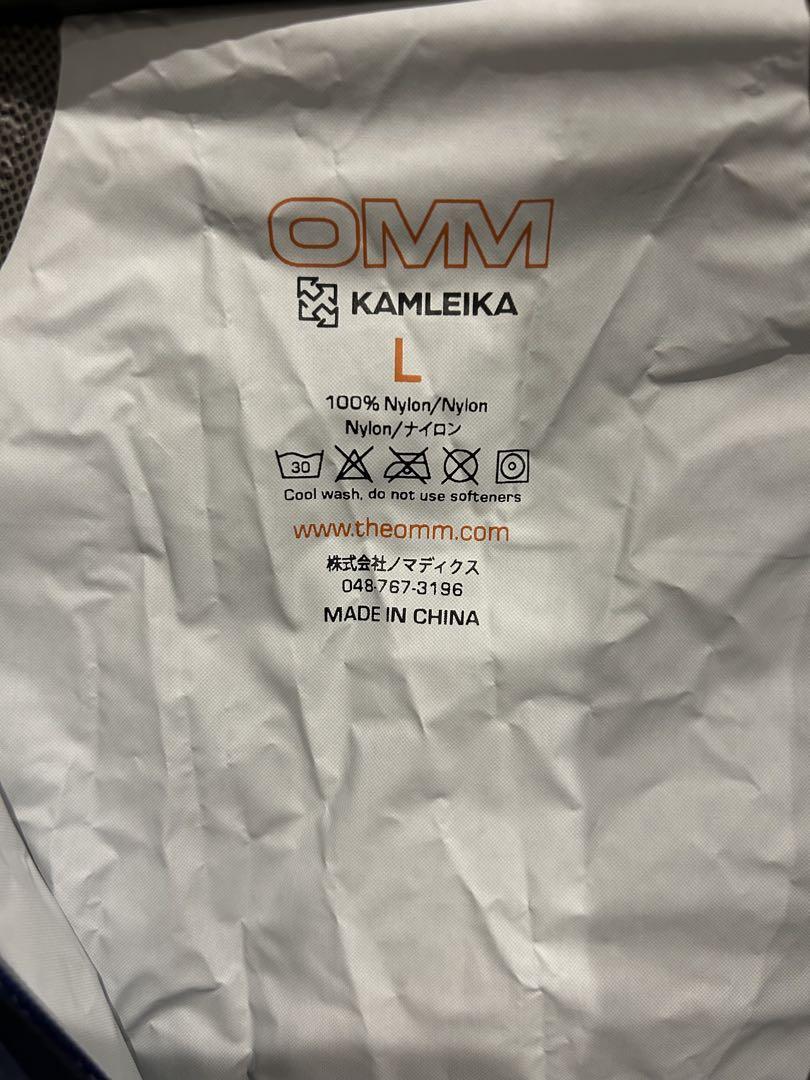 OMM
KAMLEIKA
L
100% Nylon/Nylon
Nylon/ナイロン
30
Cool wash, do not use softeners
www.theomm.com
株式会社ノマディクス
048-767-3196
MADE IN CHINA